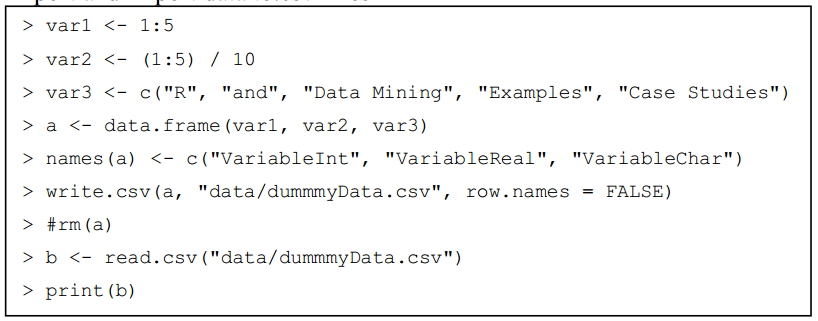 > var1 <- 1:5
> var2 <- (1:5) / 10
> var3 <- c("R", "and", "Data Mining", "Examples", "Case Studies")
> a <- data.frame(var1, var2, var3)
> names(a) <- c("VariableInt", "VariableReal", "VariableChar")
> write.csv(a, "data/dummmyData.csv", row.names = FALSE)
> #rm(a)
> b <- read.csv("data/dummmyData.csv")
> print(b)